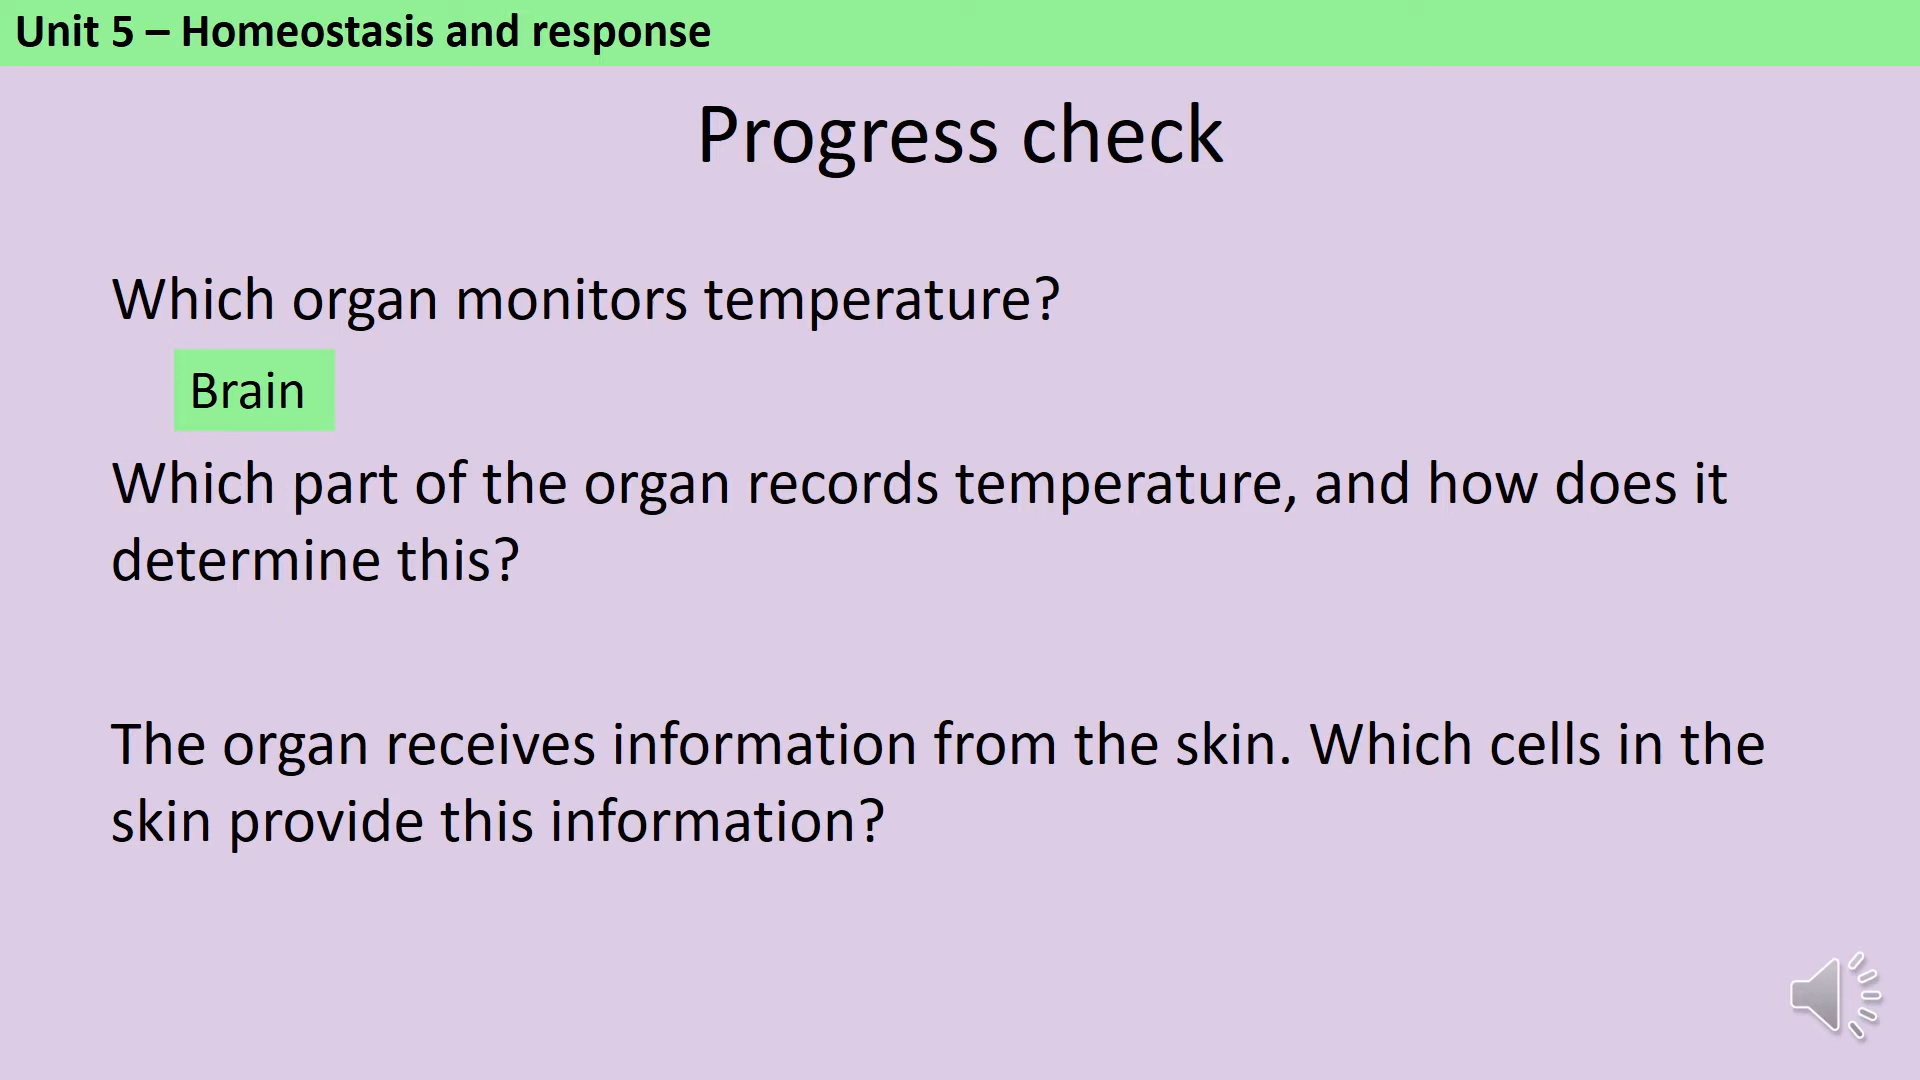 Unit 5 – Homeostasis and response
Progress check
Which organ monitors temperature?
Brain
Which part of the organ records temperature, and how does it
determine this?
The organ receives information from the skin. Which cells in the
skin provide this information?